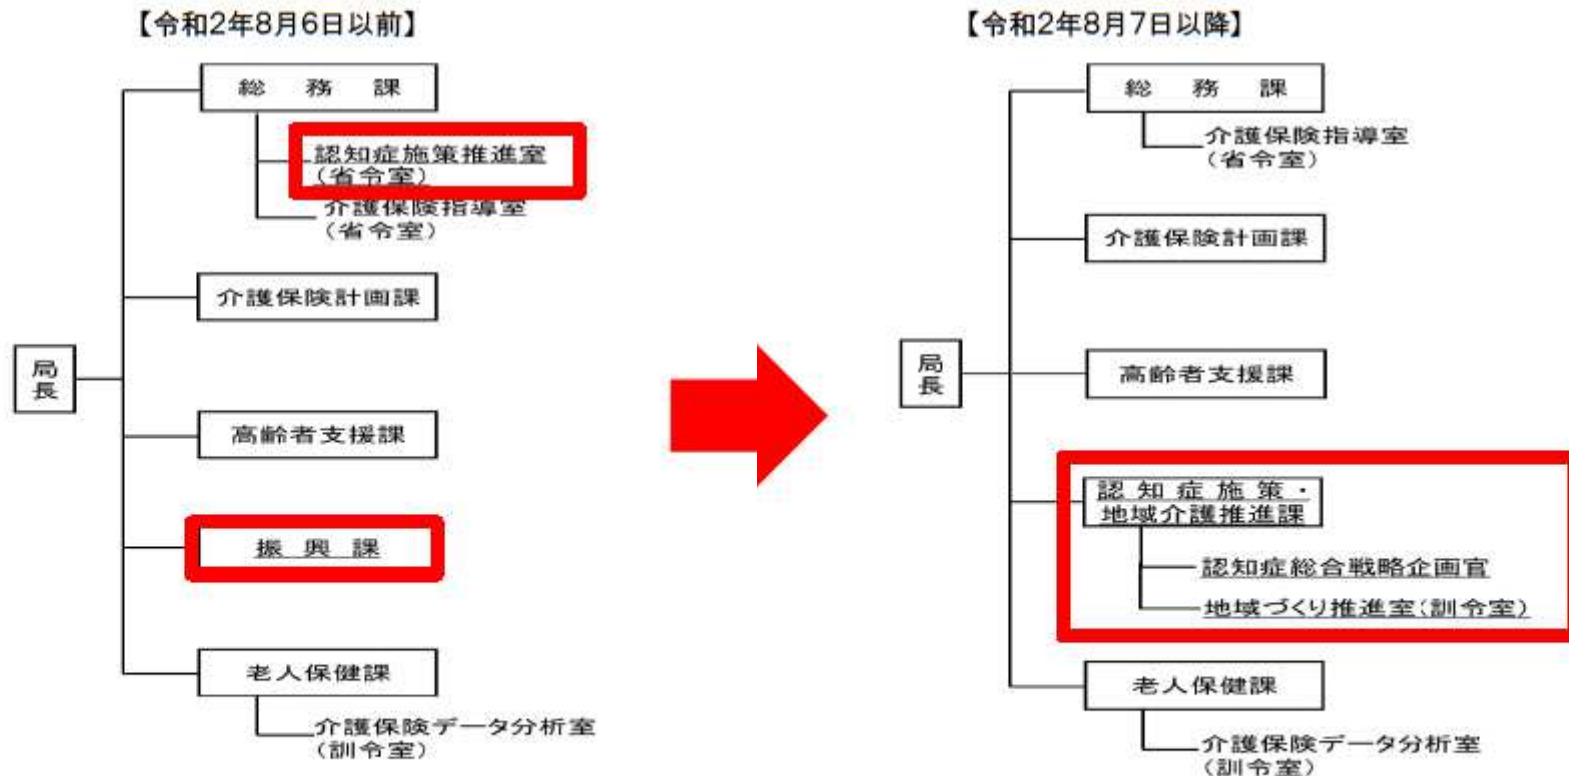 【令和2年8月6日以前】
総務課
認知症施策推進室
(省令室)
介護保険指導室
(省令室)
介護保険計画課
局長
高齢者支援課
振興課
老人保健課
介護保険データ分析室
(訓令室)
【令和2年8月7日以降】
総務課
介護保険指導室
(省令室)
介護保険計画課
局長
高齢者支援課
認知症施策・
地域介護推進課
認知症総合戦略企画官
地域づくり推進室(訓令室)
老人保健課
介護保険データ分析室
(訓令室)